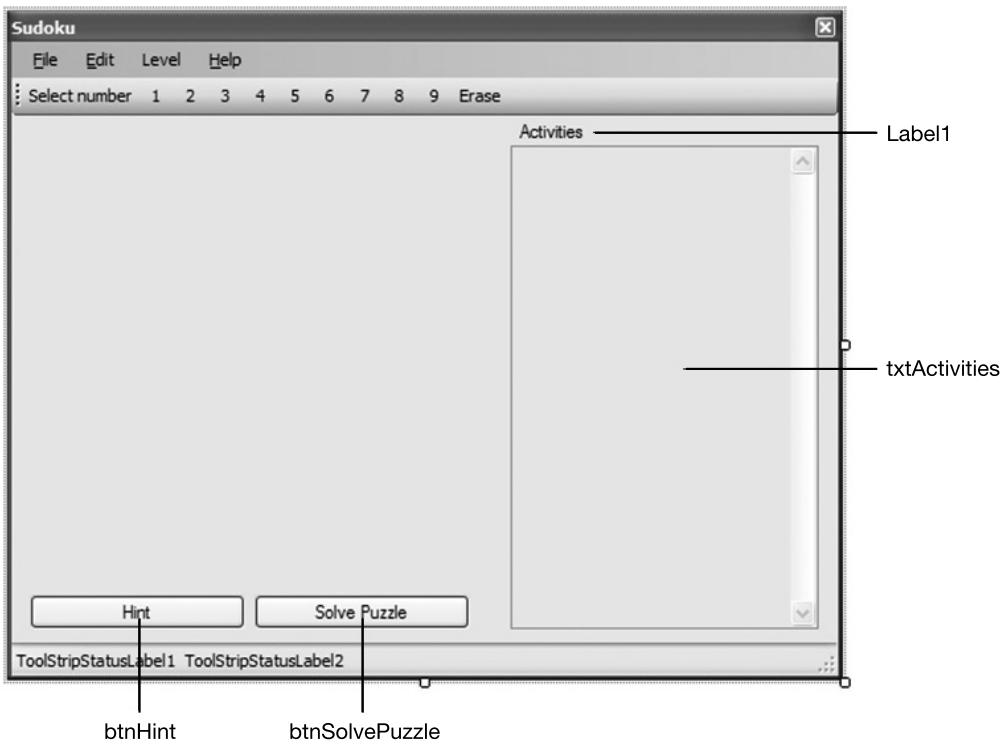 Sudoku
File Edit Level Help
Select number 1 2 3 4 5 6 7 8 9 Erase
Activities
Label1
txtActivities
Hint
Solve Puzzle
ToolStripStatusLabel1 ToolStripStatusLabel2
btnHint
btnSolvePuzzle